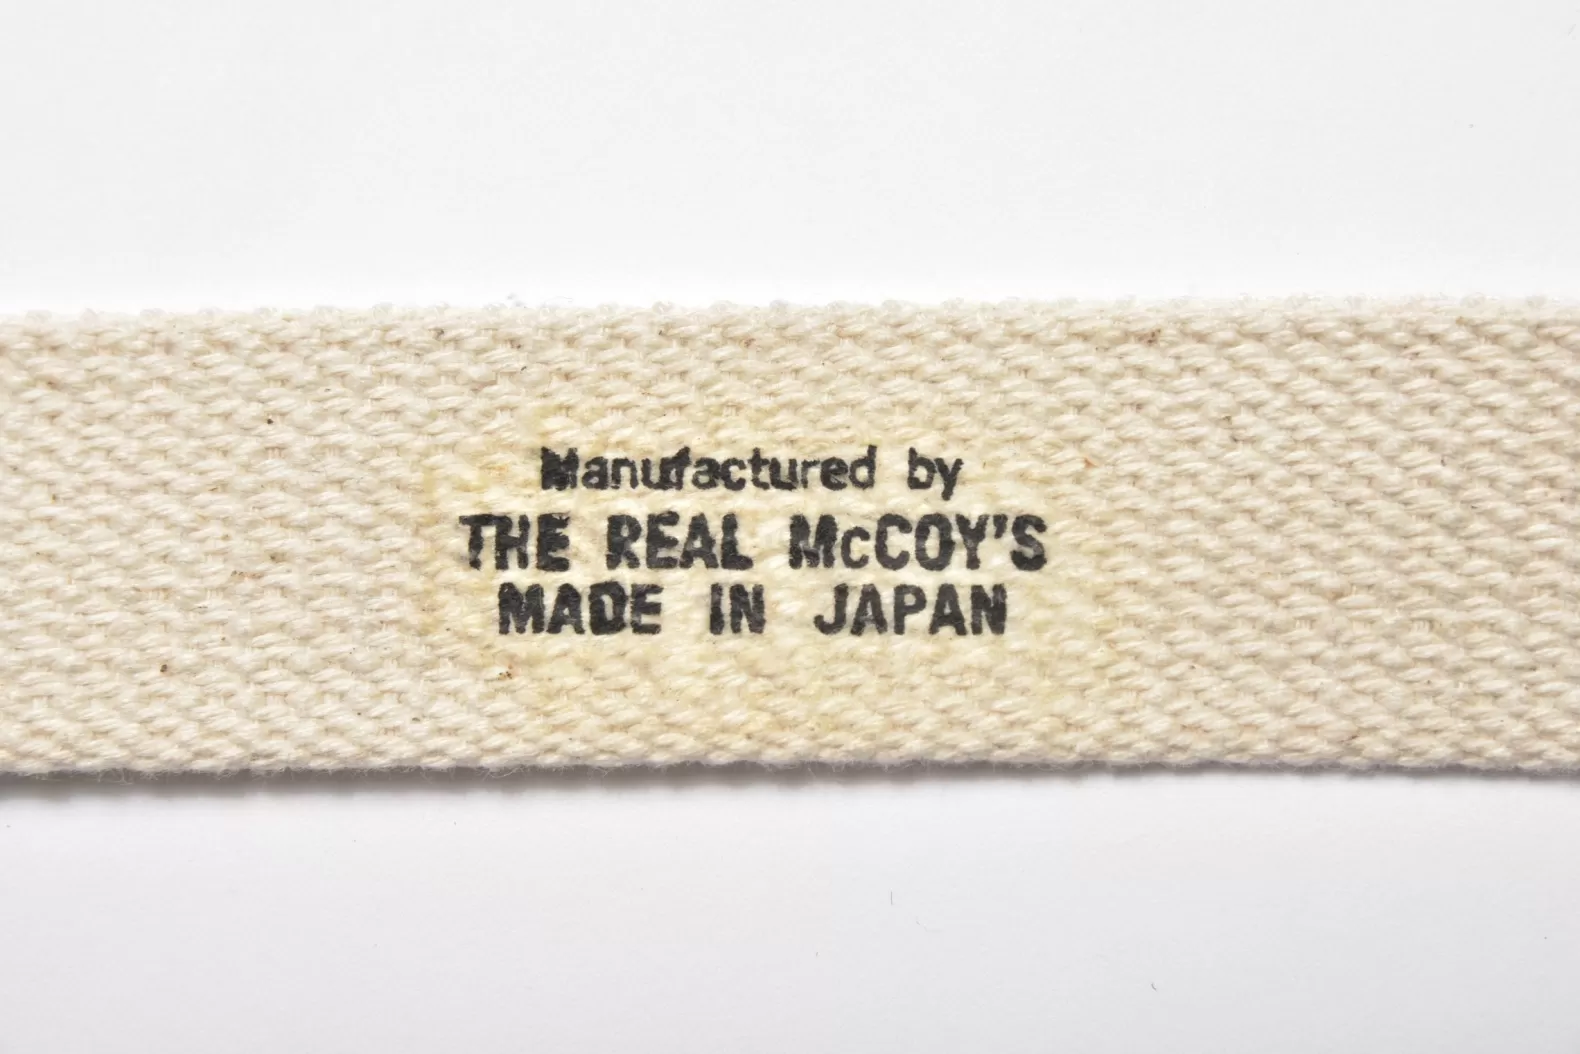 Manufactured by
THE REAL McCOY'S
MADE IN JAPAN